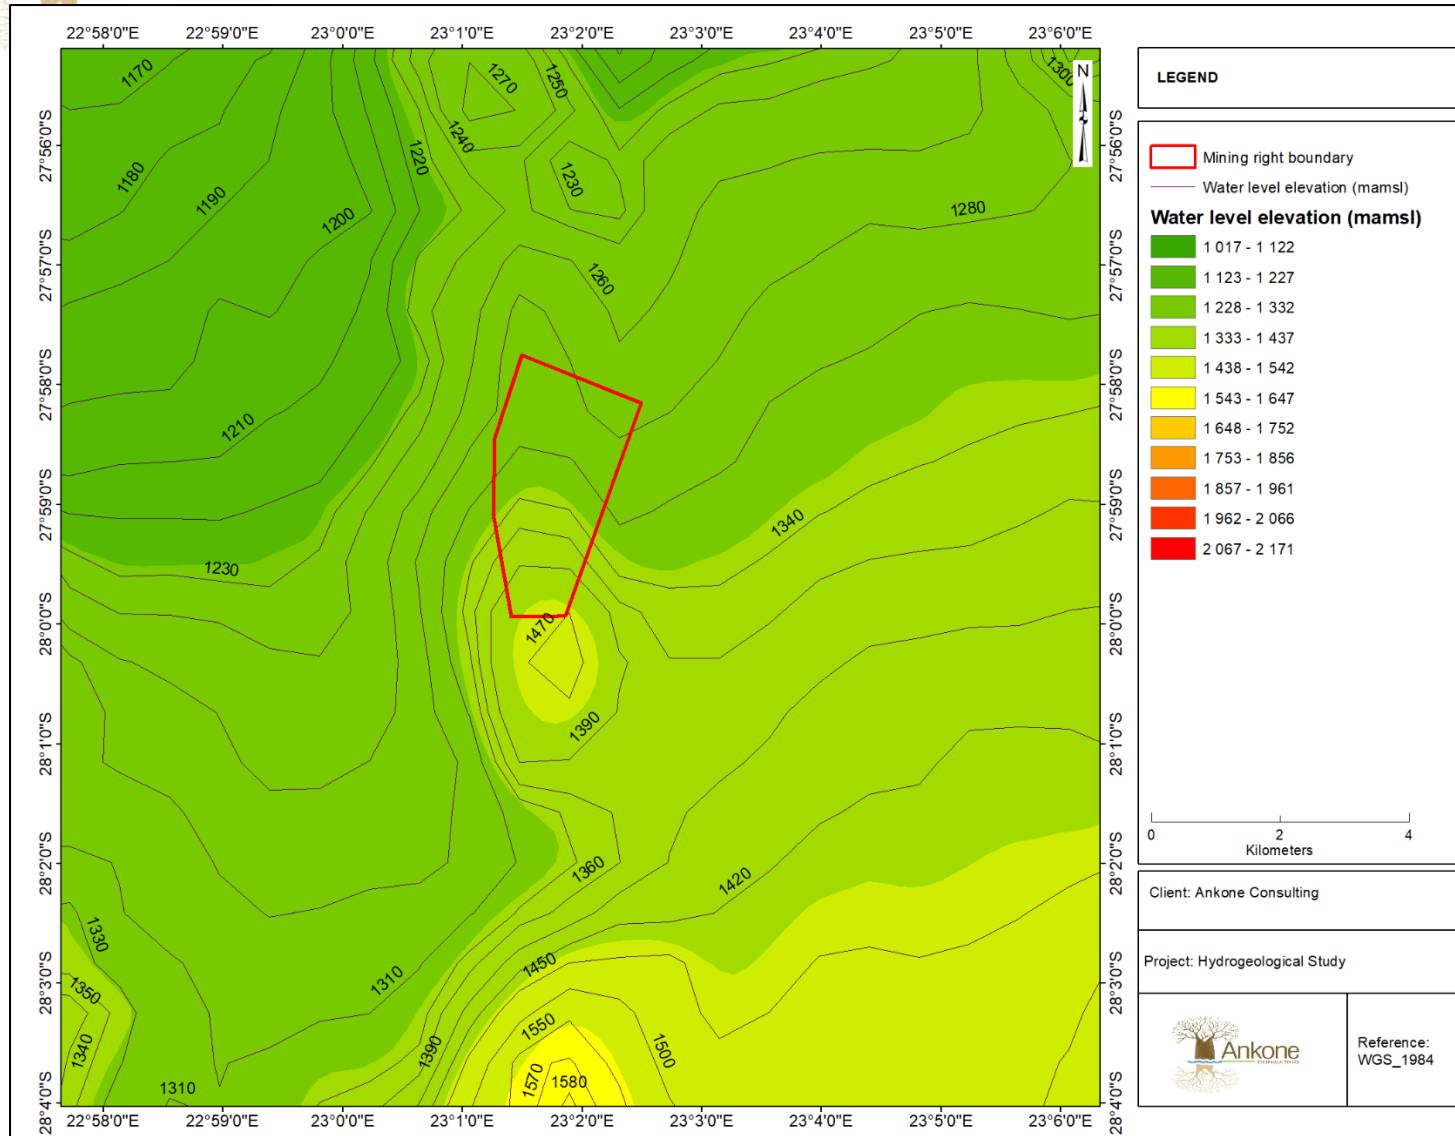 22°58'0"E 22°59'0"E 23°0'0"E 23°1'0"E 23°2'0"E 23°3'0"E 23°4'0"E 23°5'0"E 23°6'0"E
27°56'0"S
27°57'0"S
27°58'0"S
27°59'0"S
28°0'0"S
28°1'0"S
28°2'0"S
28°3'0"S
28°4'0"S
1170
1270
1250
1300
N
1240
1220
1180
1230
1190
1200
1280
1260
1210
1340
1230
1470
1390
1360
1420
1330
1310
1450
1350
1550
1500
1340
1390
1570
1580
1310
27°56'0"S
27°57'0"S
27°58'0"S
27°59'0"S
28°0'0"S
28°1'0"S
28°2'0"S
28°3'0"S
28°4'0"S
22°58'0"E 22°59'0"E 23°0'0"E 23°1'0"E 23°2'0"E 23°3'0"E 23°4'0"E 23°5'0"E 23°6'0"E
LEGEND
Mining right boundary
Water level elevation (mamsl)
Water level elevation (mamsl)
1 017 - 1 122
1 123 - 1 227
1 228 - 1 332
1 333 - 1 437
1 438 - 1 542
1 543 - 1 647
1 648 - 1 752
1 753 - 1 856
1 857 - 1 961
1 962 - 2 066
2 067 - 2 171
0 2 4
Kilometers
Client: Ankone Consulting
Project: Hydrogeological Study
Ankone
CONSULTING
Reference:
WGS_1984